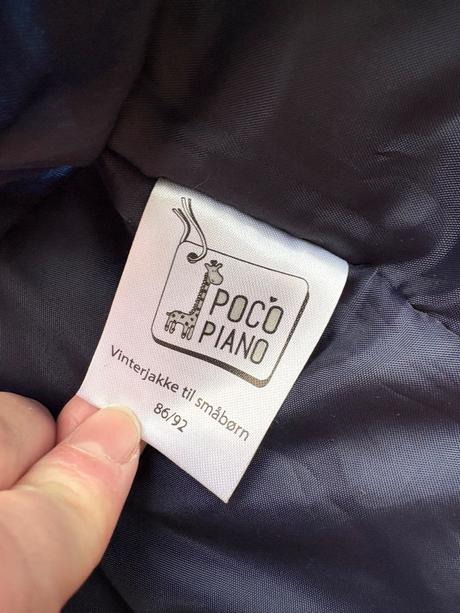 POCO
PIANO
Vinterjakke til småbørn
86/92